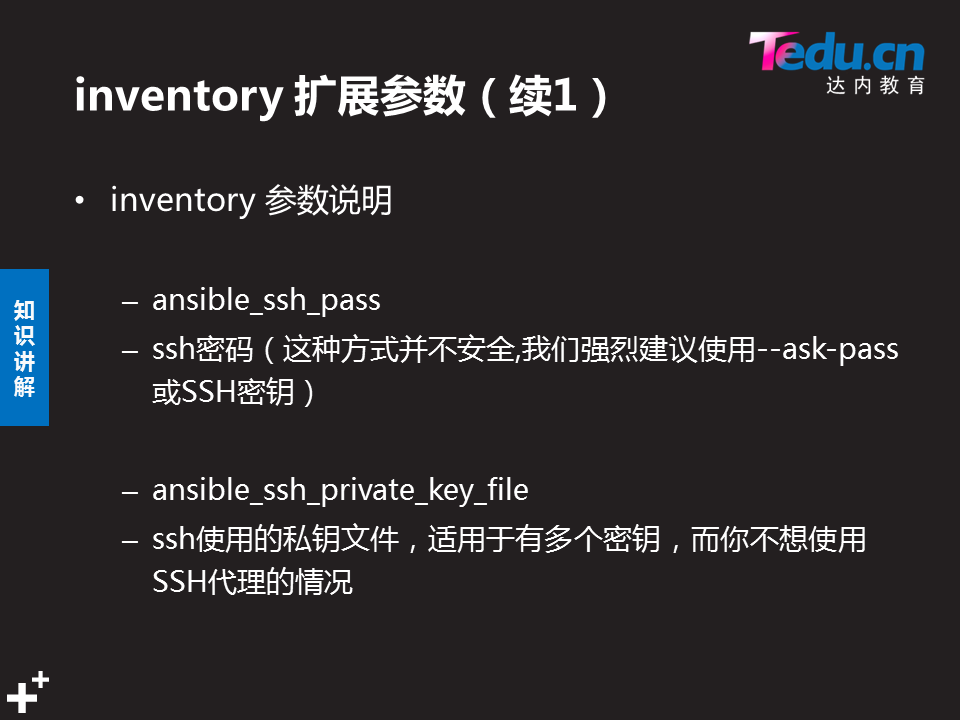 Tedu.cn
达内教育
inventory 扩展参数（续1）
• inventory 参数说明
– ansible_ssh_pass
– ssh密码（这种方式并不安全,我们强烈建议使用--ask-pass
或SSH密钥）
知
识
讲
解
– ansible_ssh_private_key_file
– ssh使用的私钥文件，适用于有多个密钥，而你不想使用
SSH代理的情况